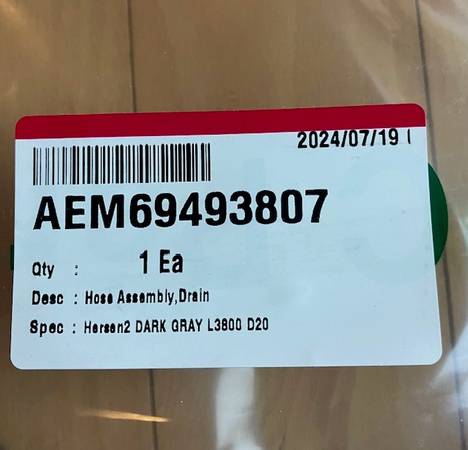 2024/07/19
AEM69493807
Qty : 1 Ea
Desc : Hose Assembly,Drain
Spec : Hersen2 DARK GRAY L3800 D20